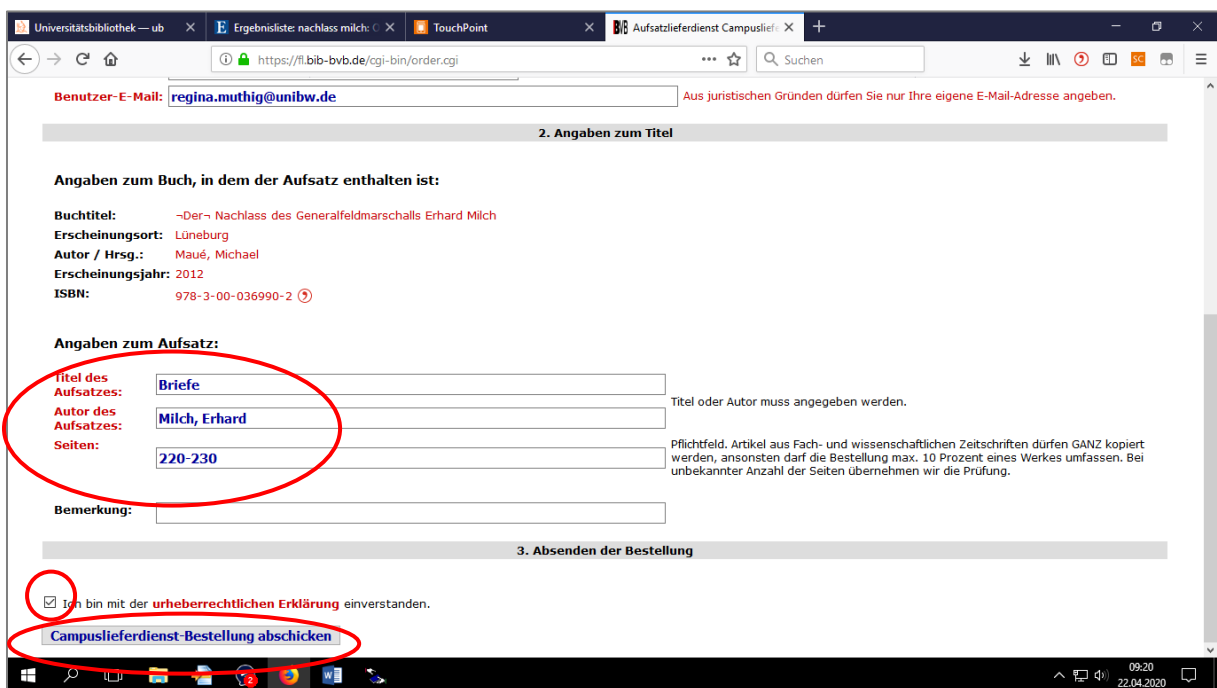 Universitätsbibliothek — ub
Ergebnisliste: nachlass milch: O
TouchPoint
Aufsatzlieferdienst Campusliefe
https://fl.bib-bvb.de/cgi-bin/order.cgi
Suchen
Benutzer-E-Mail: regina.muthig@unibw.de Aus juristischen Gründen dürfen Sie nur Ihre eigene E-Mail-Adresse angeben.
2. Angaben zum Titel
Angaben zum Buch, in dem der Aufsatz enthalten ist:
Buchtitel: ¬Der¬ Nachlass des Generalfeldmarschalls Erhard Milch
Erscheinungsort: Lüneburg
Autor / Hrsg.: Maué, Michael
Erscheinungsjahr: 2012
ISBN: 978-3-00-036990-2
Angaben zum Aufsatz:
Titel des
Aufsatzes: Briefe
Titel oder Autor muss angegeben werden.
Autor des
Aufsatzes: Milch, Erhard
Seiten: 220-230
Pflichtfeld. Artikel aus Fach- und wissenschaftlichen Zeitschriften dürfen GANZ kopiert
werden, ansonsten darf die Bestellung max. 10 Prozent eines Werkes umfassen. Bei
unbekannter Anzahl der Seiten übernehmen wir die Prüfung.
Bemerkung:
3. Absenden der Bestellung
Ich bin mit der urheberrechtlichen Erklärung einverstanden.
Campuslieferdienst-Bestellung abschicken
09:20
22.04.2020